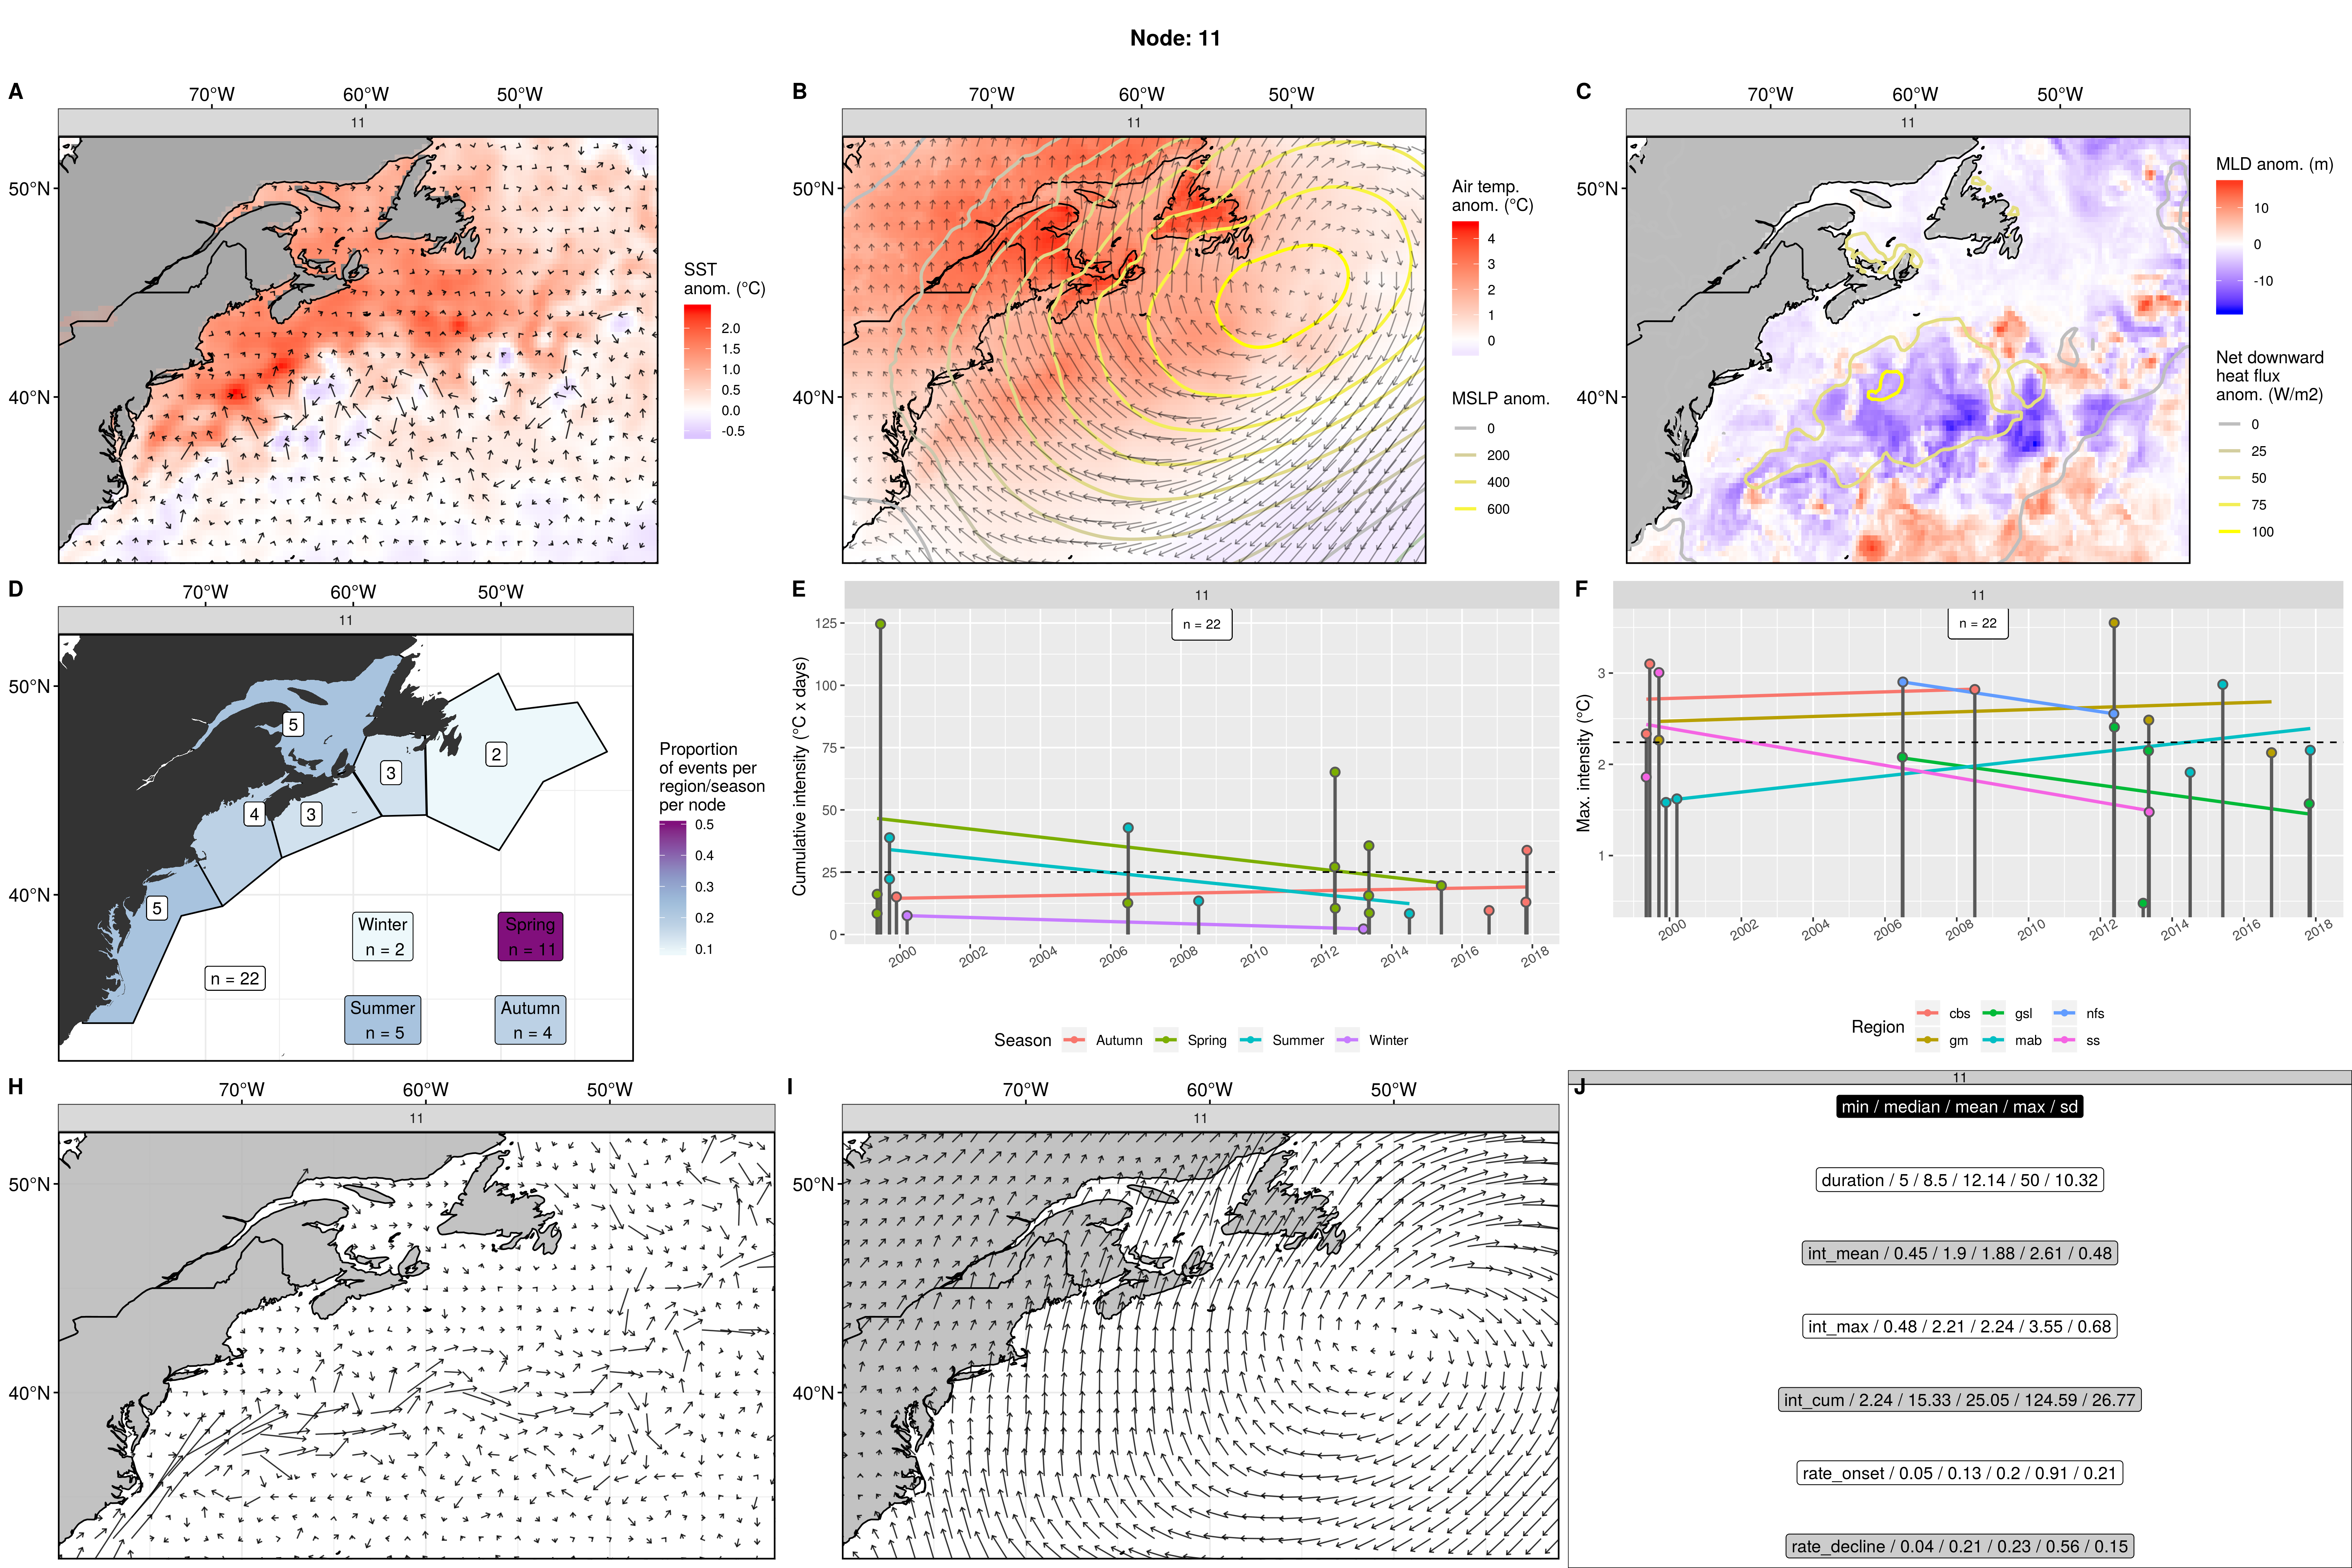 Node: 11
A
70°W 60°W 50°W
11
50°N
40°N
SST
anom. (°C)
2.0
1.5
1.0
0.5
0.0
-0.5
B
70°W 60°W 50°W
11
50°N
40°N
Air temp.
anom. (°C)
4
3
2
1
0
MSLP anom.
0
200
400
600
C
70°W 60°W 50°W
11
50°N
40°N
MLD anom. (m)
10
0
-10
Net downward
heat flux
anom. (W/m2)
0
25
50
75
100
D
70°W 60°W 50°W
11
50°N
40°N
5
2
3
4
3
5
n = 22
Winter
n = 2
Spring
n = 11
Summer
n = 5
Autumn
n = 4
Proportion
of events per
region/season
per node
0.5
0.4
0.3
0.2
0.1
E
11
n = 22
Cumulative intensity (°C x days)
125
100
75
50
25
0
2000 2002 2004 2006 2008 2010 2012 2014 2016 2018
Season Autumn Spring Summer Winter
F
11
n = 22
Max. intensity (°C)
3
2
1
2000 2002 2004 2006 2008 2010 2012 2014 2016 2018
Region cbs gsl nfs
gm mab ss
H
70°W 60°W 50°W
11
50°N
40°N
I
70°W 60°W 50°W
11
50°N
40°N
J
11
min / median / mean / max / sd
duration / 5 / 8.5 / 12.14 / 50 / 10.32
int_mean / 0.45 / 1.9 / 1.88 / 2.61 / 0.48
int_max / 0.48 / 2.21 / 2.24 / 3.55 / 0.68
int_cum / 2.24 / 15.33 / 25.05 / 124.59 / 26.77
rate_onset / 0.05 / 0.13 / 0.2 / 0.91 / 0.21
rate_decline / 0.04 / 0.21 / 0.23 / 0.56 / 0.15